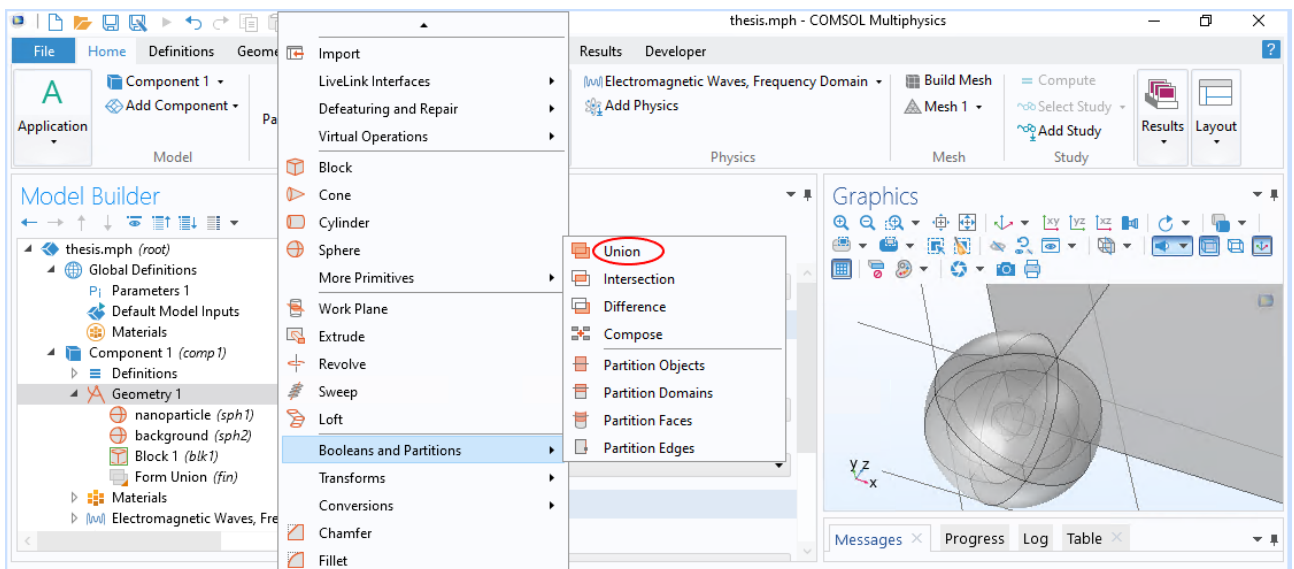 thesis.mph - COMSOL Multiphysics
File Home Definitions Geome Results Developer ?
A
Application
Component 1
Add Component
Pa
Model
Electromagnetic Waves, Frequency Domain
Add Physics
Physics
Build Mesh
Mesh 1
Mesh
= Compute
Select Study
Add Study
Study
Results
Layout
Model Builder
thesis.mph (root)
Global Definitions
Pi Parameters 1
Default Model Inputs
Materials
Component 1 (comp1)
Definitions
Geometry 1
nanoparticle (sph1)
background (sph2)
Block 1 (blk1)
Form Union (fin)
Materials
Electromagnetic Waves, Fre
Import
LiveLink Interfaces
Defeaturing and Repair
Virtual Operations
Block
Cone
Cylinder
Sphere
More Primitives
Work Plane
Extrude
Revolve
Sweep
Loft
Booleans and Partitions
Transforms
Conversions
Chamfer
Fillet
Union
Intersection
Difference
Compose
Partition Objects
Partition Domains
Partition Faces
Partition Edges
Graphics
xy yz xz
y z
x
Messages Progress Log Table